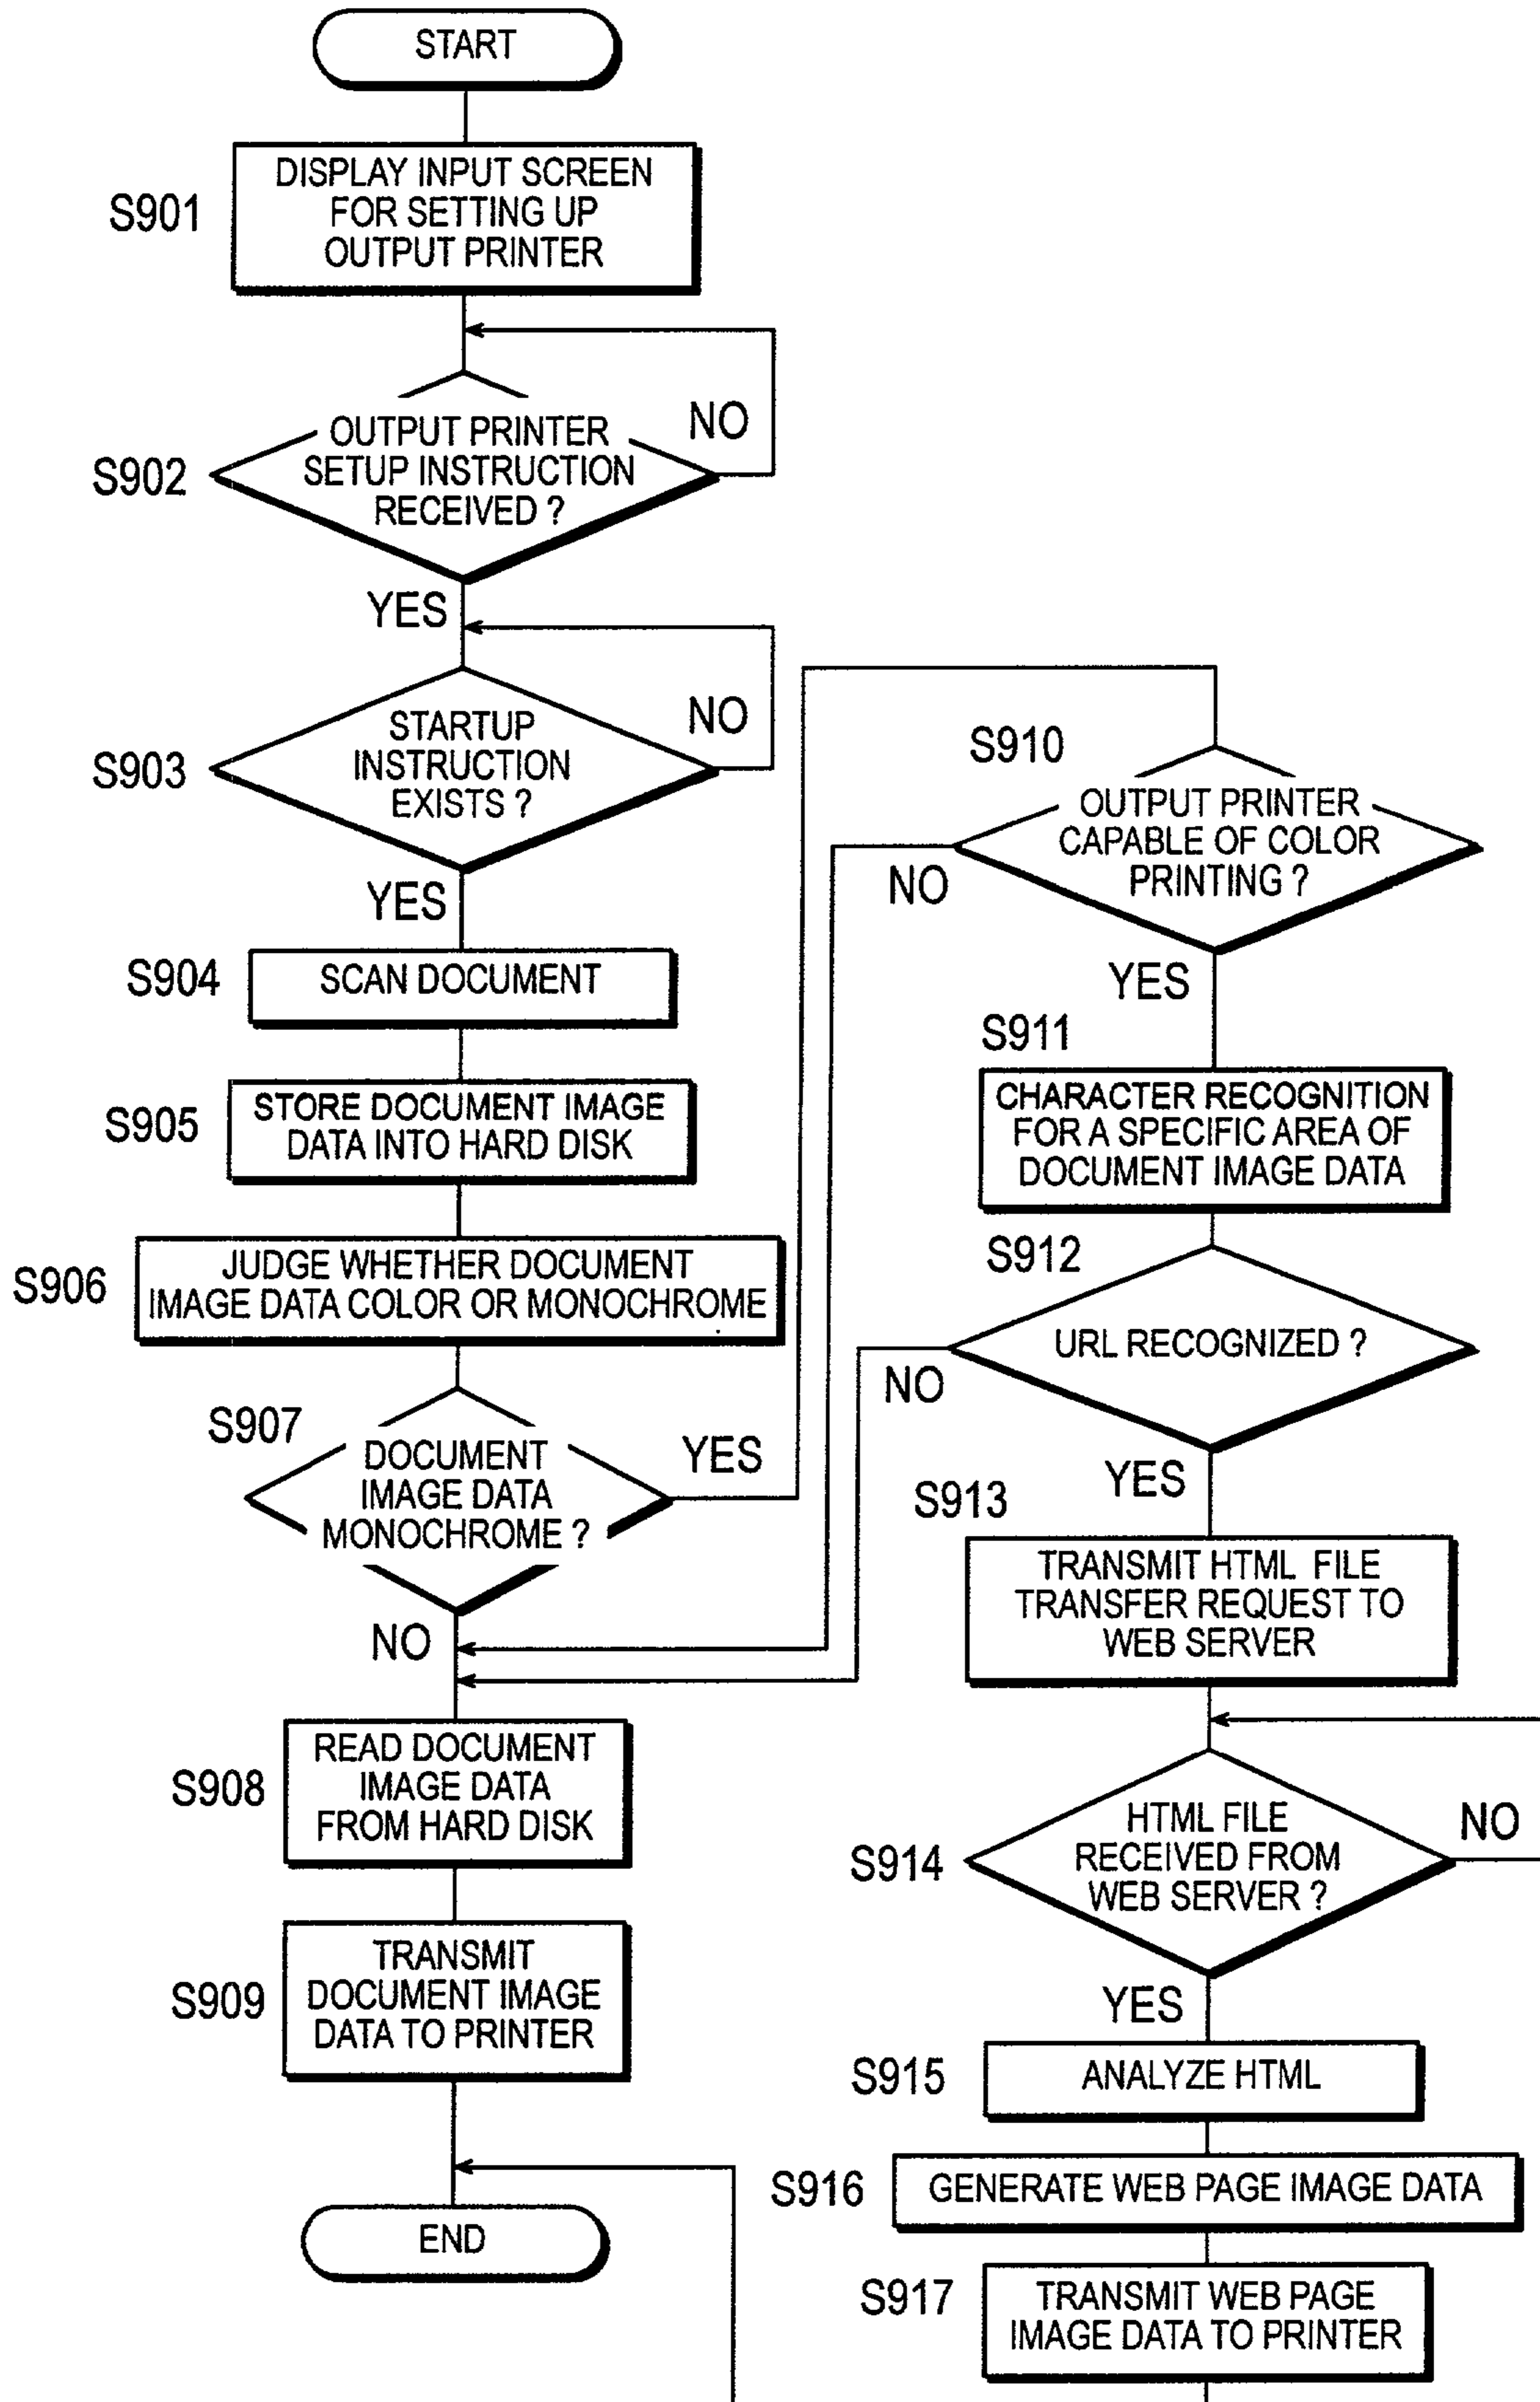 START
S901
DISPLAY INPUT SCREEN
FOR SETTING UP
OUTPUT PRINTER
S902
OUTPUT PRINTER
SETUP INSTRUCTION
RECEIVED ?
NO
YES
S903
STARTUP
INSTRUCTION
EXISTS ?
NO
YES
S904
SCAN DOCUMENT
S905
STORE DOCUMENT IMAGE
DATA INTO HARD DISK
S906
JUDGE WHETHER DOCUMENT
IMAGE DATA COLOR OR MONOCHROME
S907
DOCUMENT
IMAGE DATA
MONOCHROME ?
YES
NO
S908
READ DOCUMENT
IMAGE DATA
FROM HARD DISK
S909
TRANSMIT
DOCUMENT IMAGE
DATA TO PRINTER
END
S910
OUTPUT PRINTER
CAPABLE OF COLOR
PRINTING ?
NO
YES
S911
CHARACTER RECOGNITION
FOR A SPECIFIC AREA OF
DOCUMENT IMAGE DATA
S912
URL RECOGNIZED ?
NO
YES
S913
TRANSMIT HTML FILE
TRANSFER REQUEST TO
WEB SERVER
S914
HTML FILE
RECEIVED FROM
WEB SERVER ?
NO
YES
S915
ANALYZE HTML
S916
GENERATE WEB PAGE IMAGE DATA
S917
TRANSMIT WEB PAGE
IMAGE DATA TO PRINTER